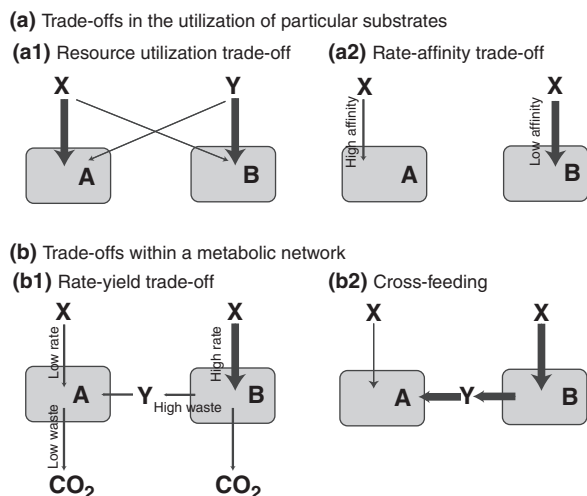 (a) Trade-offs in the utilization of particular substrates
(a1) Resource utilization trade-off
X Y
A B
(a2) Rate-affinity trade-off
X X
High affinity
Low affinity
A B
(b) Trade-offs within a metabolic network
(b1) Rate-yield trade-off
X X
Low rate
High rate
A Y B
High waste
Low waste
CO₂ CO₂
(b2) Cross-feeding
X X
A Y B